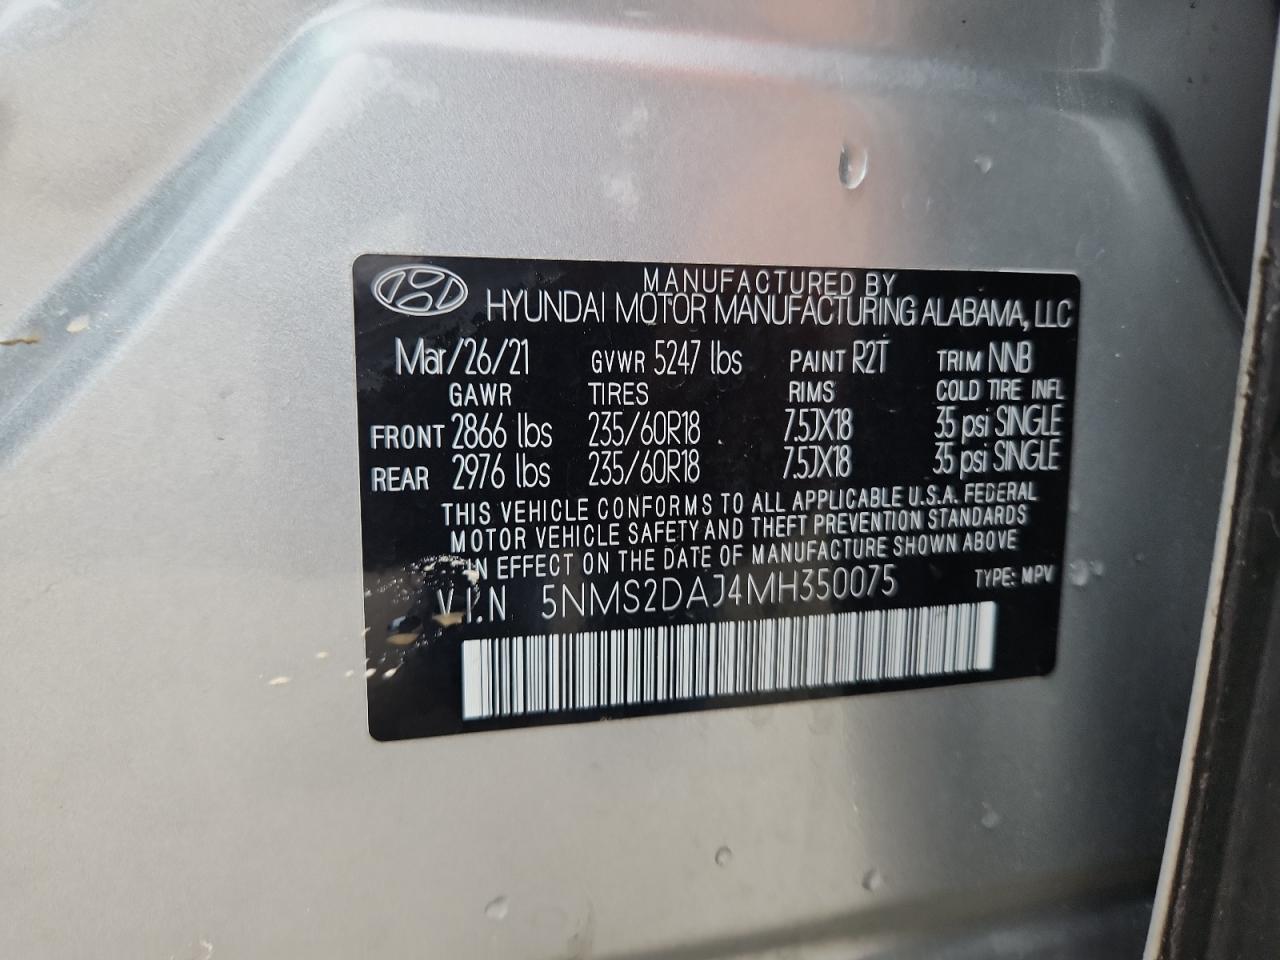 MANUFACTURED BY
HYUNDAI MOTOR MANUFACTURING ALABAMA, LLC
Mar/26/21 GVWR 5247 lbs PAINT R2T TRIM NNB
GAWR TIRES RIMS COLD TIRE INFL
FRONT 2866 lbs 235/60R18 7.5JX18 35 psi SINGLE
REAR 2976 lbs 235/60R18 7.5JX18 35 psi SINGLE
THIS VEHICLE CONFORMS TO ALL APPLICABLE U.S.A. FEDERAL
MOTOR VEHICLE SAFETY AND THEFT PREVENTION STANDARDS
IN EFFECT ON THE DATE OF MANUFACTURE SHOWN ABOVE
V.I.N 5NMS2DAJ4MH350075 TYPE: MPV